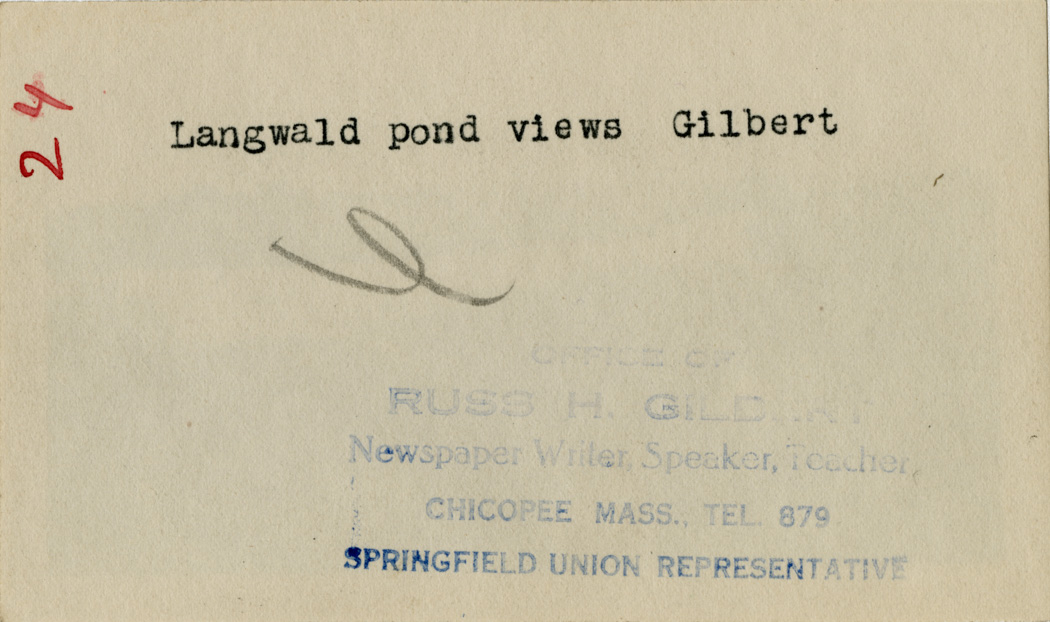 24
Langwald pond views Gilbert
OFFICE OF
RUSS H. GILBERT
Newspaper Writer, Speaker, Teacher,
CHICOPEE MASS., TEL. 879
SPRINGFIELD UNION REPRESENTATIVE